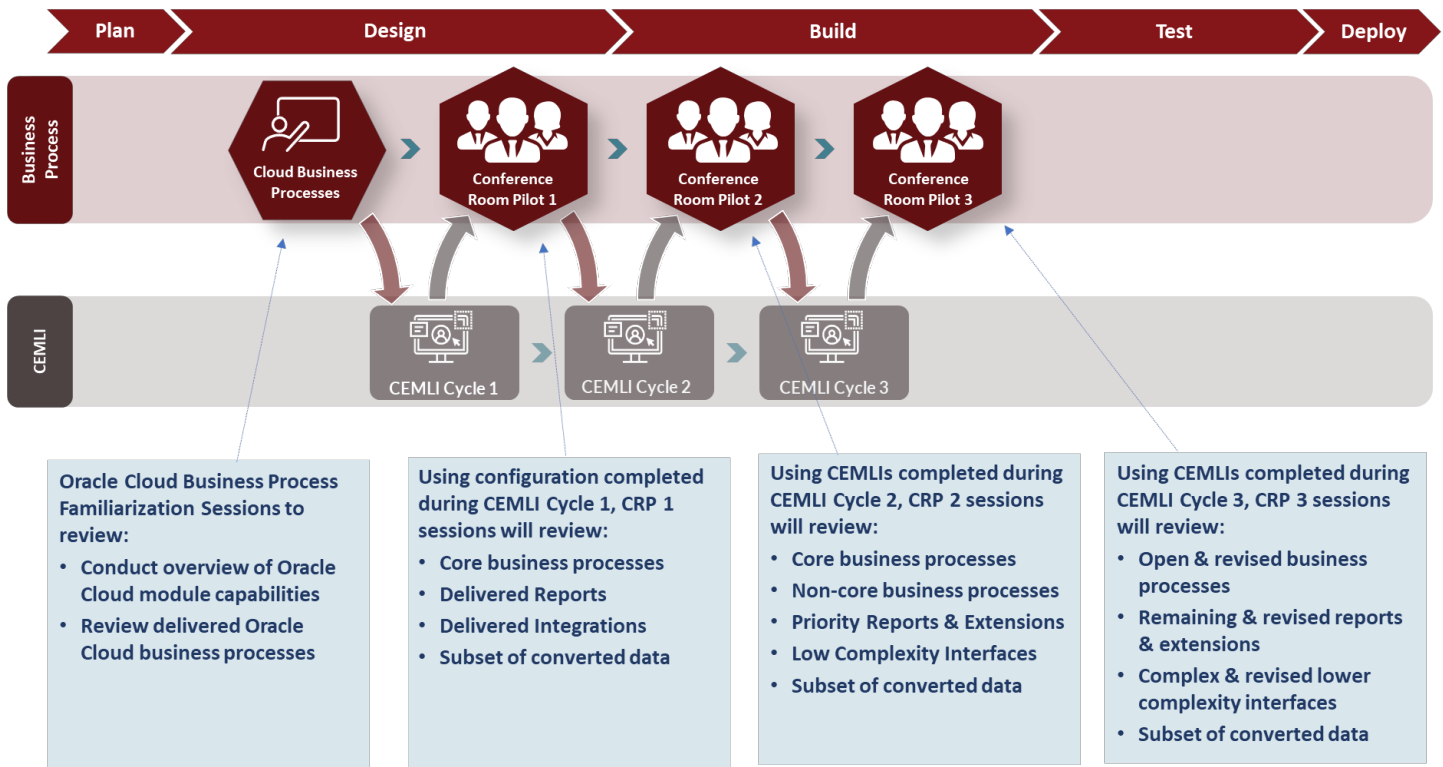 Plan
Design
Build
Test
Deploy
Business
Process
Cloud Business
Processes
Conference
Room Pilot 1
Conference
Room Pilot 2
Conference
Room Pilot 3
CEMLI
CEMLI Cycle 1
CEMLI Cycle 2
CEMLI Cycle 3
Oracle Cloud Business Process
Familiarization Sessions to
review:
• Conduct overview of Oracle
Cloud module capabilities
• Review delivered Oracle
Cloud business processes
Using configuration completed
during CEMLI Cycle 1, CRP 1
sessions will review:
• Core business processes
• Delivered Reports
• Delivered Integrations
• Subset of converted data
Using CEMLIs completed during
CEMLI Cycle 2, CRP 2 sessions
will review:
• Core business processes
• Non-core business processes
• Priority Reports & Extensions
• Low Complexity Interfaces
• Subset of converted data
Using CEMLIs completed during
CEMLI Cycle 3, CRP 3 sessions
will review:
• Open & revised business
processes
• Remaining & revised reports
& extensions
• Complex & revised lower
complexity interfaces
• Subset of converted data